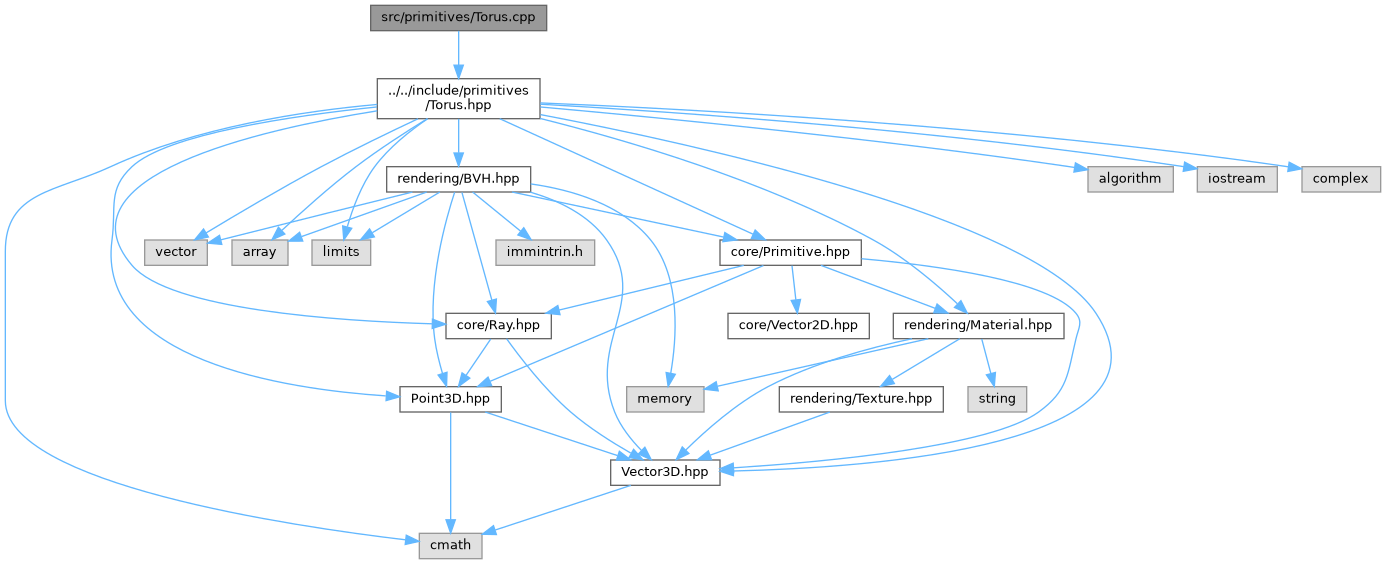 src/primitives/Torus.cpp
../../include/primitives
/Torus.hpp
rendering/BVH.hpp
algorithm
iostream
complex
vector
array
limits
immintrin.h
core/Primitive.hpp
core/Ray.hpp
core/Vector2D.hpp
rendering/Material.hpp
Point3D.hpp
memory
rendering/Texture.hpp
string
Vector3D.hpp
cmath